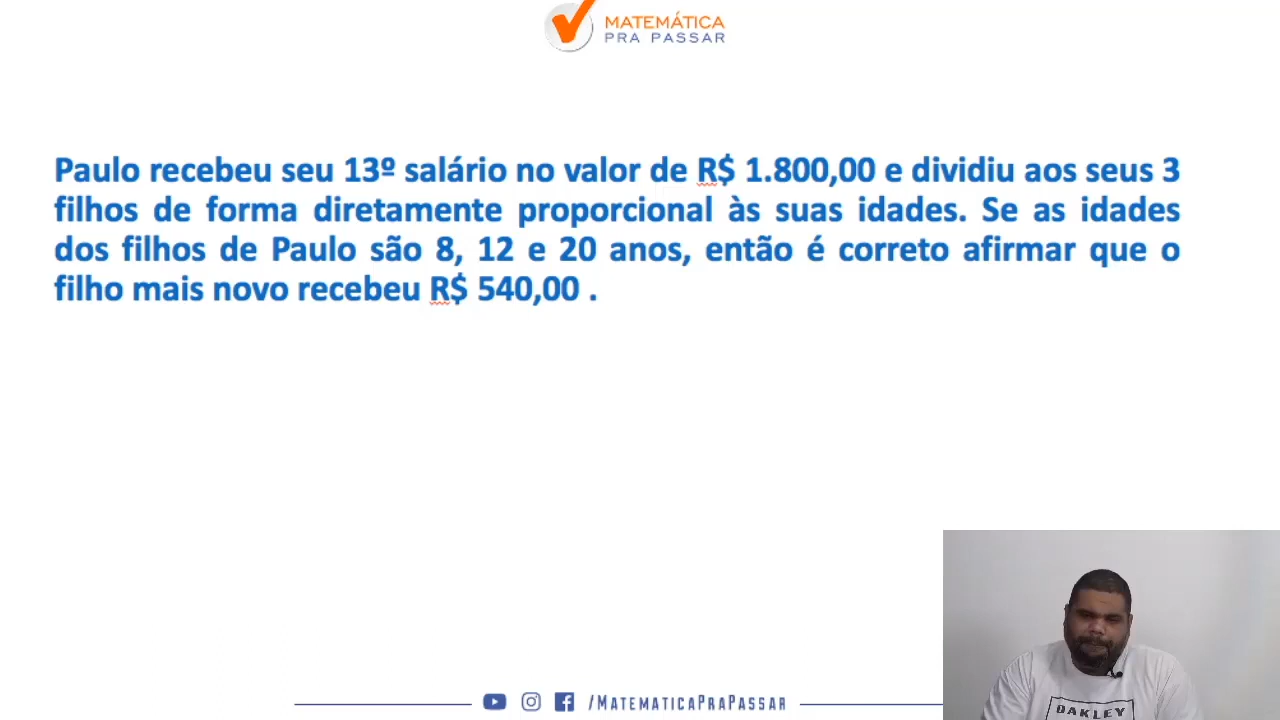 MATEMÁTICA
PRA PASSAR
Paulo recebeu seu 13º salário no valor de R$ 1.800,00 e dividiu aos seus 3
filhos de forma diretamente proporcional às suas idades. Se as idades
dos filhos de Paulo são 8, 12 e 20 anos, então é correto afirmar que o
filho mais novo recebeu R$ 540,00 .
/MATEMATICAPRAPASSAR
OAKLEY